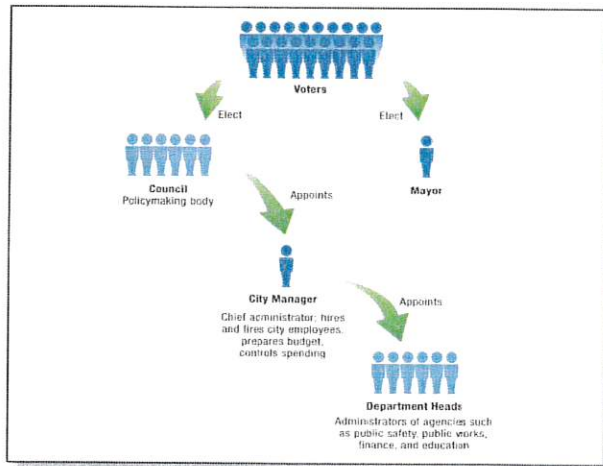 Voters
Elect
Elect
Council
Policymaking body
Mayor
Appoints
City Manager
Chief administrator; hires
and fires city employees,
prepares budget,
controls spending
Appoints
Department Heads
Administrators of agencies such
as public safety, public works,
finance, and education